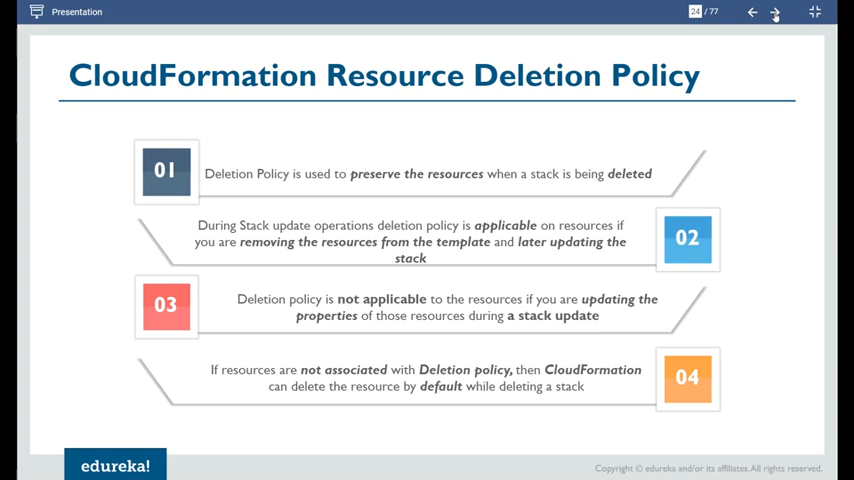 Presentation
24 / 77
CloudFormation Resource Deletion Policy
01
Deletion Policy is used to preserve the resources when a stack is being deleted
During Stack update operations deletion policy is applicable on resources if
you are removing the resources from the template and later updating the
stack
02
03
Deletion policy is not applicable to the resources if you are updating the
properties of those resources during a stack update
If resources are not associated with Deletion policy, then CloudFormation
can delete the resource by default while deleting a stack
04
edureka!
Copyright © edureka and/or its affiliates. All rights reserved.